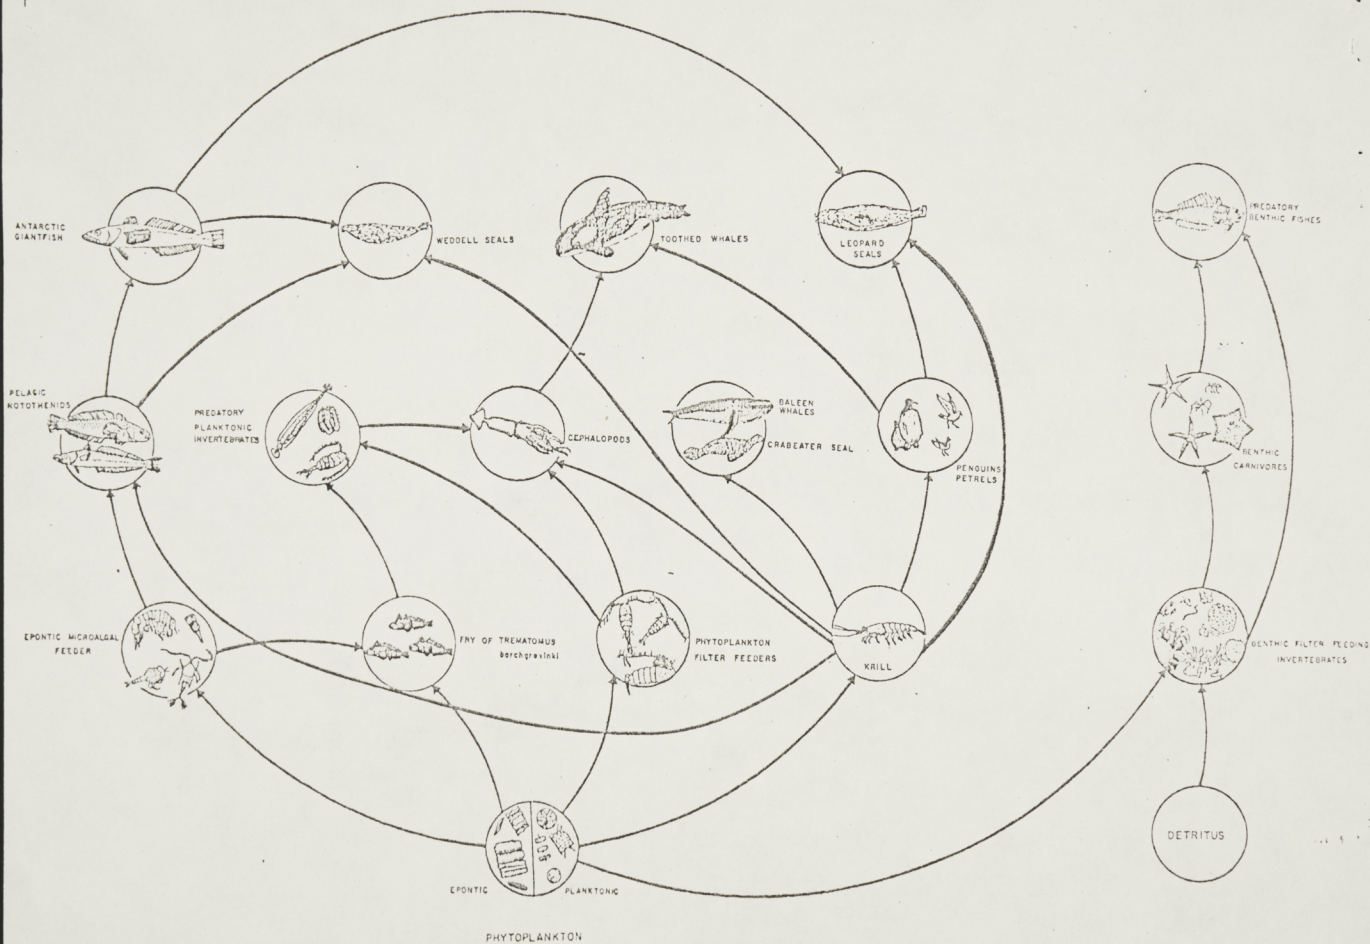 ANTARCTIC
GIANTFISH
WEDDELL SEALS
TOOTHED WHALES
LEOPARD
SEALS
PREDATORY
BENTHIC FISHES
PELAGIC
NOTOTHENIDS
PREDATORY
PLANKTONIC
INVERTEBRATES
CEPHALOPODS
BALEEN
WHALES
CRABEATER SEAL
PENGUINS
PETRELS
BENTHIC
CARNIVORES
EPONTIC MICROALGAL
FEEDER
FRY OF TREMATOMUS
borchgrevinki
PHYTOPLANKTON
FILTER FEEDERS
KRILL
BENTHIC FILTER FEEDING
INVERTEBRATES
DETRITUS
EPONTIC
PLANKTONIC
PHYTOPLANKTON